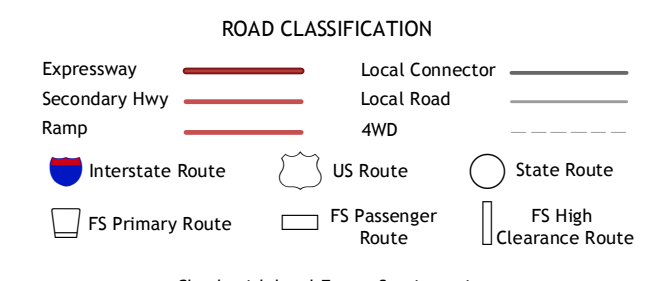 ROAD CLASSIFICATION
Expressway
Local Connector
Secondary Hwy
Local Road
Ramp
4WD
Interstate Route
US Route
State Route
FS Primary Route
FS Passenger
Route
FS High
Clearance Route